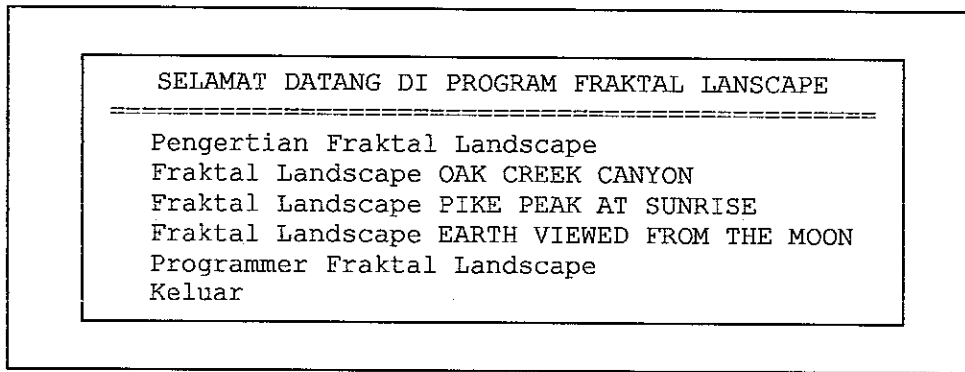 SELAMAT DATANG DI PROGRAM FRAKTAL LANSCAPE
================================================
Pengertian Fraktal Landscape
Fraktal Landscape OAK CREEK CANYON
Fraktal Landscape PIKE PEAK AT SUNRISE
Fraktal Landscape EARTH VIEWED FROM THE MOON
Programmer Fraktal Landscape
Keluar